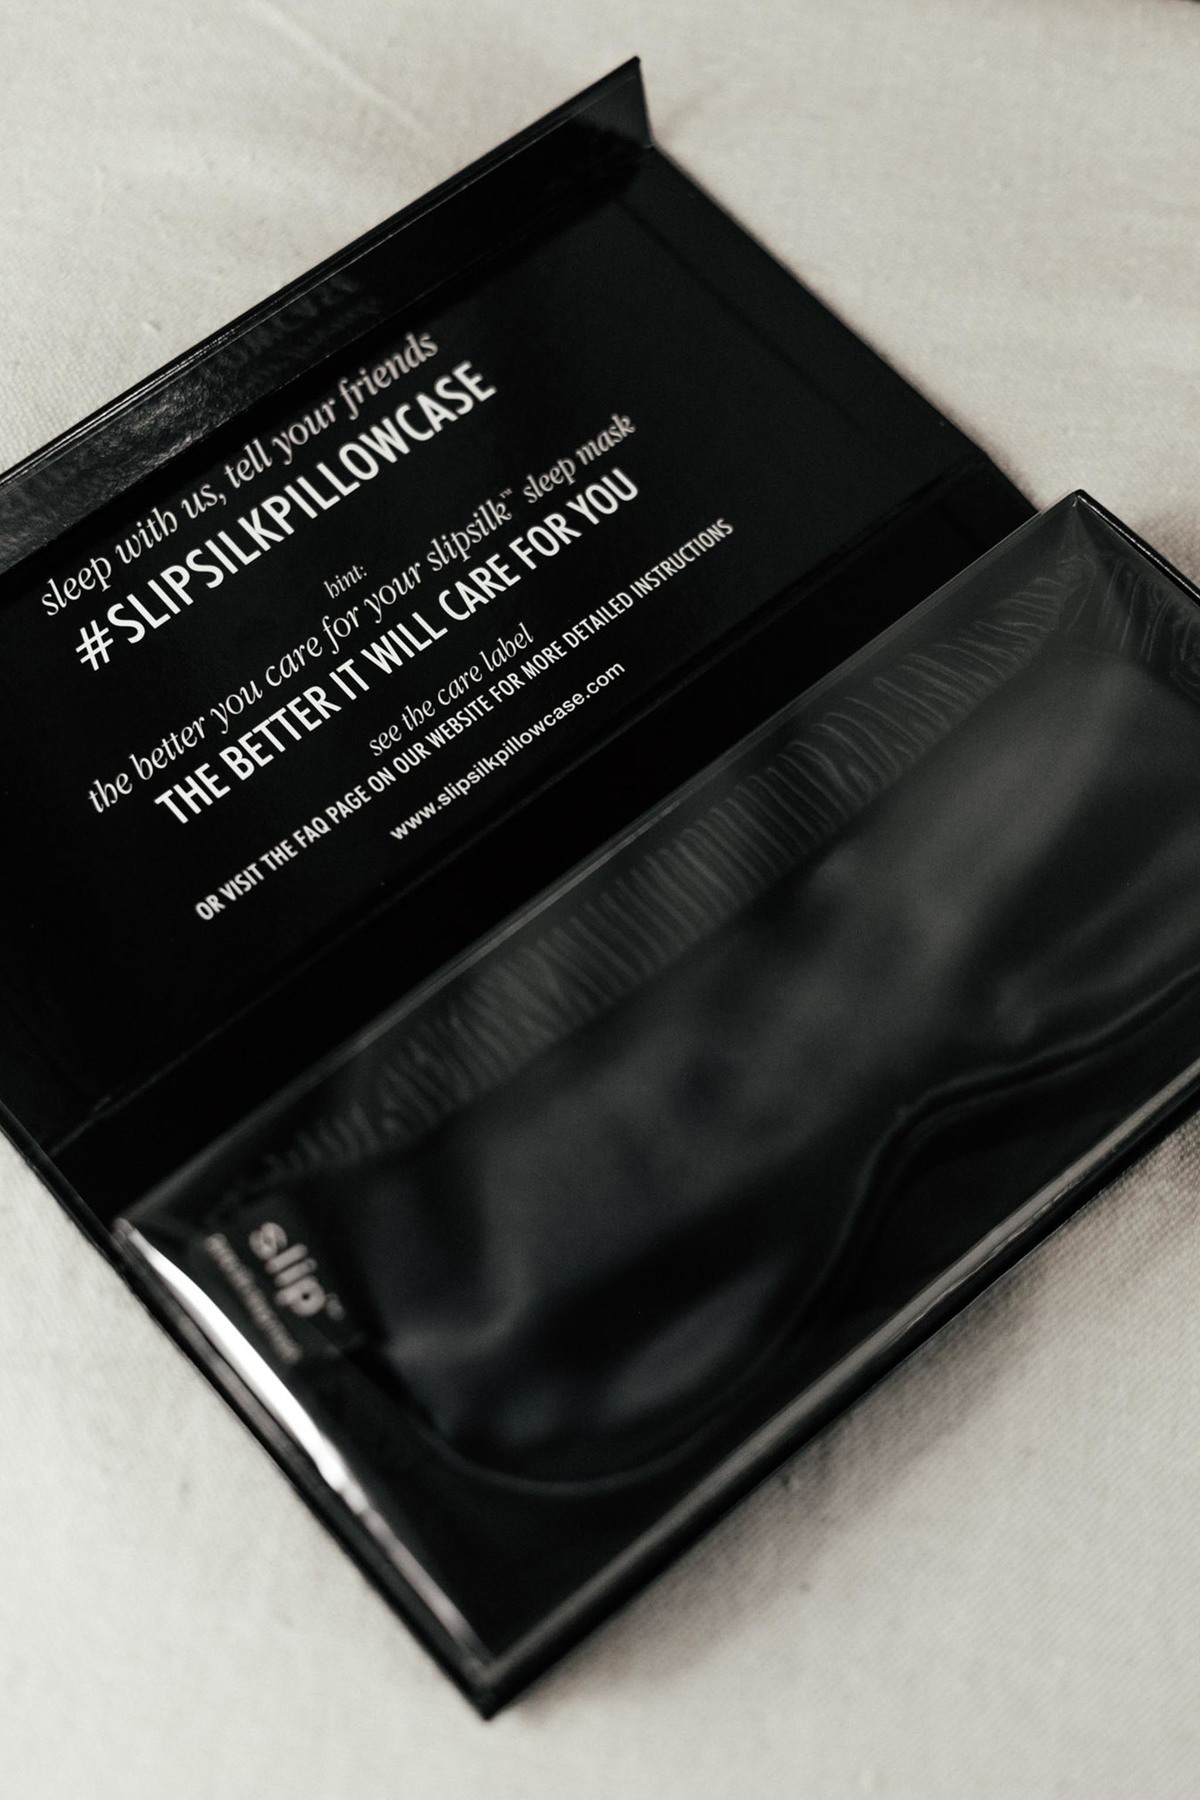 sleep with us, tell your friends
#SLIPSILKPILLOWCASE
hint:
the better you care for your slipsilk™ sleep mask
THE BETTER IT WILL CARE FOR YOU
see the care label
OR VISIT THE FAQ PAGE ON OUR WEBSITE FOR MORE DETAILED INSTRUCTIONS
www.slipsilkpillowcase.com
slip™